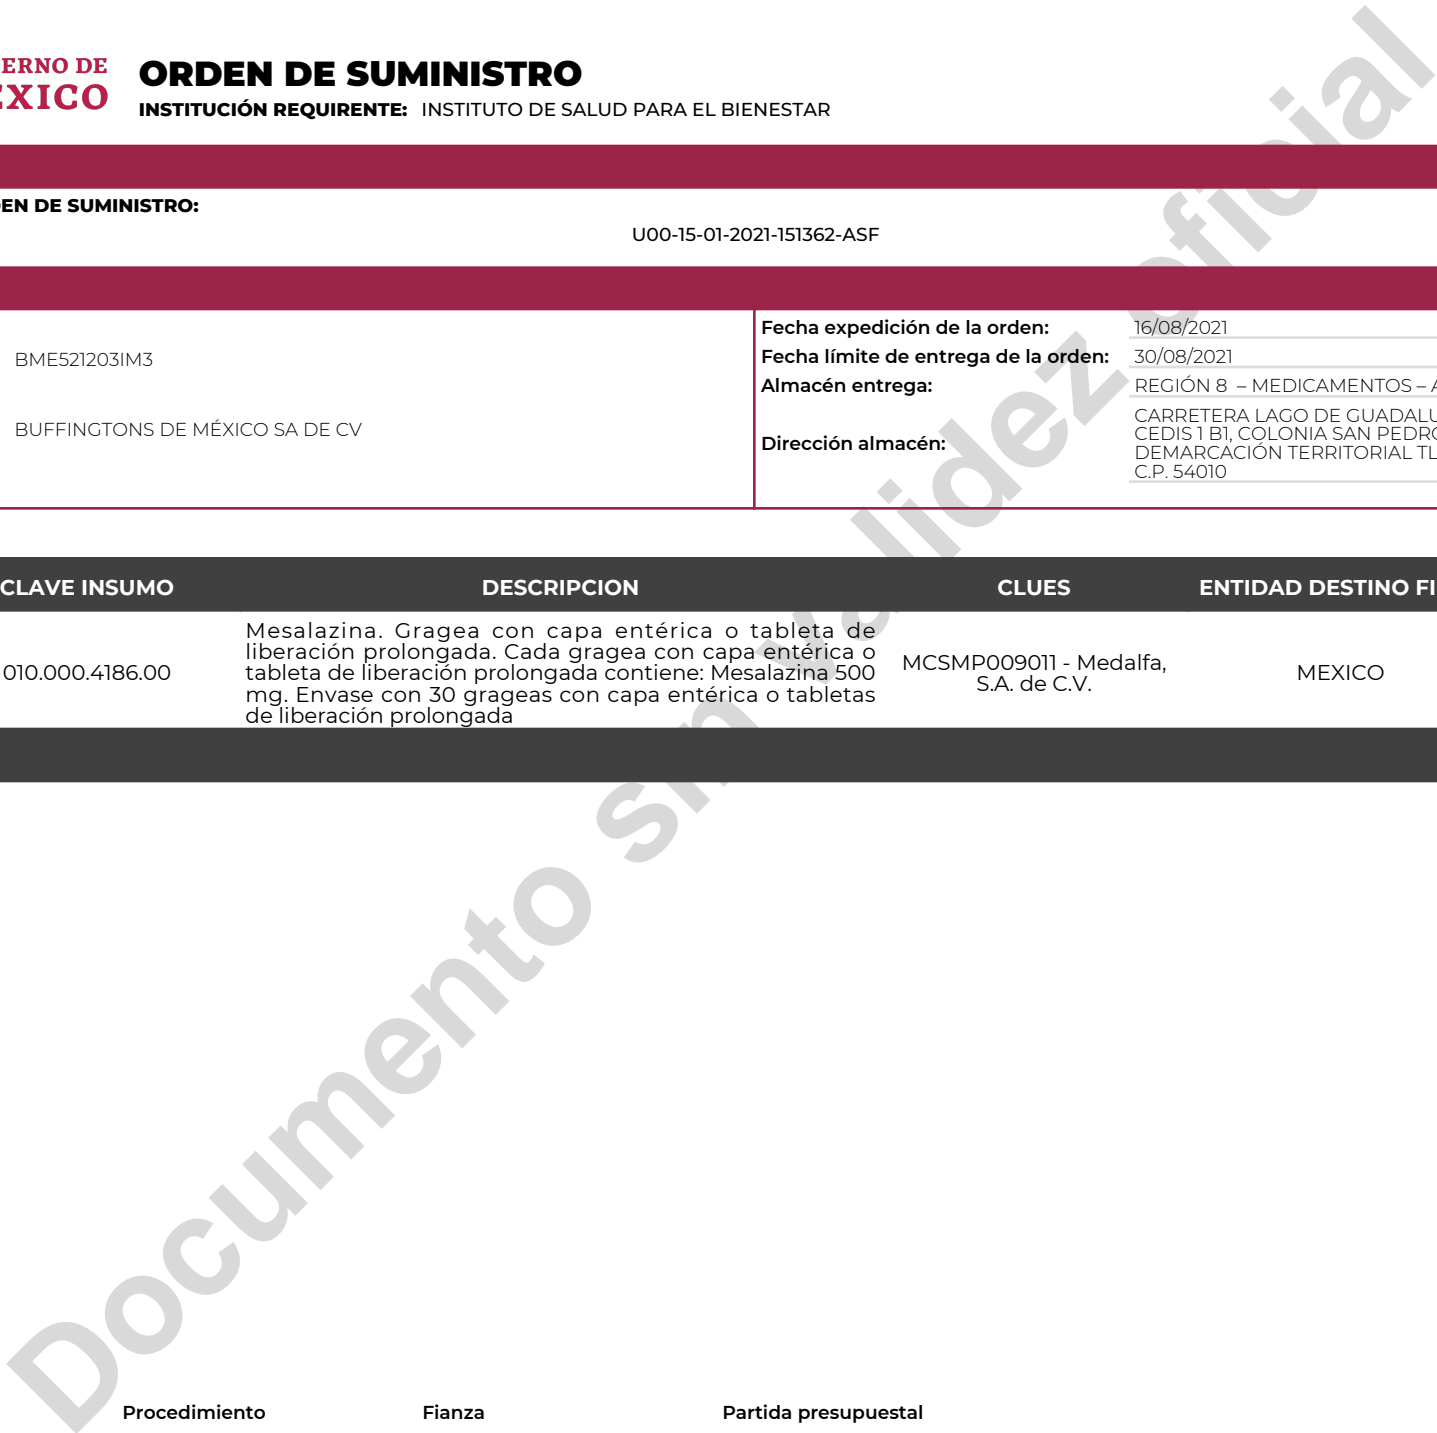 ERNO DE
ÉXICO
ORDEN DE SUMINISTRO
INSTITUCIÓN REQUIRENTE: INSTITUTO DE SALUD PARA EL BIENESTAR
EN DE SUMINISTRO:
U00-15-01-2021-151362-ASF
BME521203IM3
BUFFINGTONS DE MÉXICO SA DE CV
Fecha expedición de la orden: 16/08/2021
Fecha límite de entrega de la orden: 30/08/2021
Almacén entrega: REGIÓN 8 – MEDICAMENTOS – A
Dirección almacén:
CARRETERA LAGO DE GUADALU
CEDIS 1 B1, COLONIA SAN PEDRO
DEMARCACIÓN TERRITORIAL TL
C.P. 54010
CLAVE INSUMO DESCRIPCION CLUES ENTIDAD DESTINO FI
010.000.4186.00
Mesalazina. Gragea con capa entérica o tableta de
liberación prolongada. Cada gragea con capa entérica o
tableta de liberación prolongada contiene: Mesalazina 500
mg. Envase con 30 grageas con capa entérica o tabletas
de liberación prolongada
MCSMP009011 - Medalfa,
S.A. de C.V.
MEXICO
Documento sin validez oficial
Procedimiento Fianza Partida presupuestal